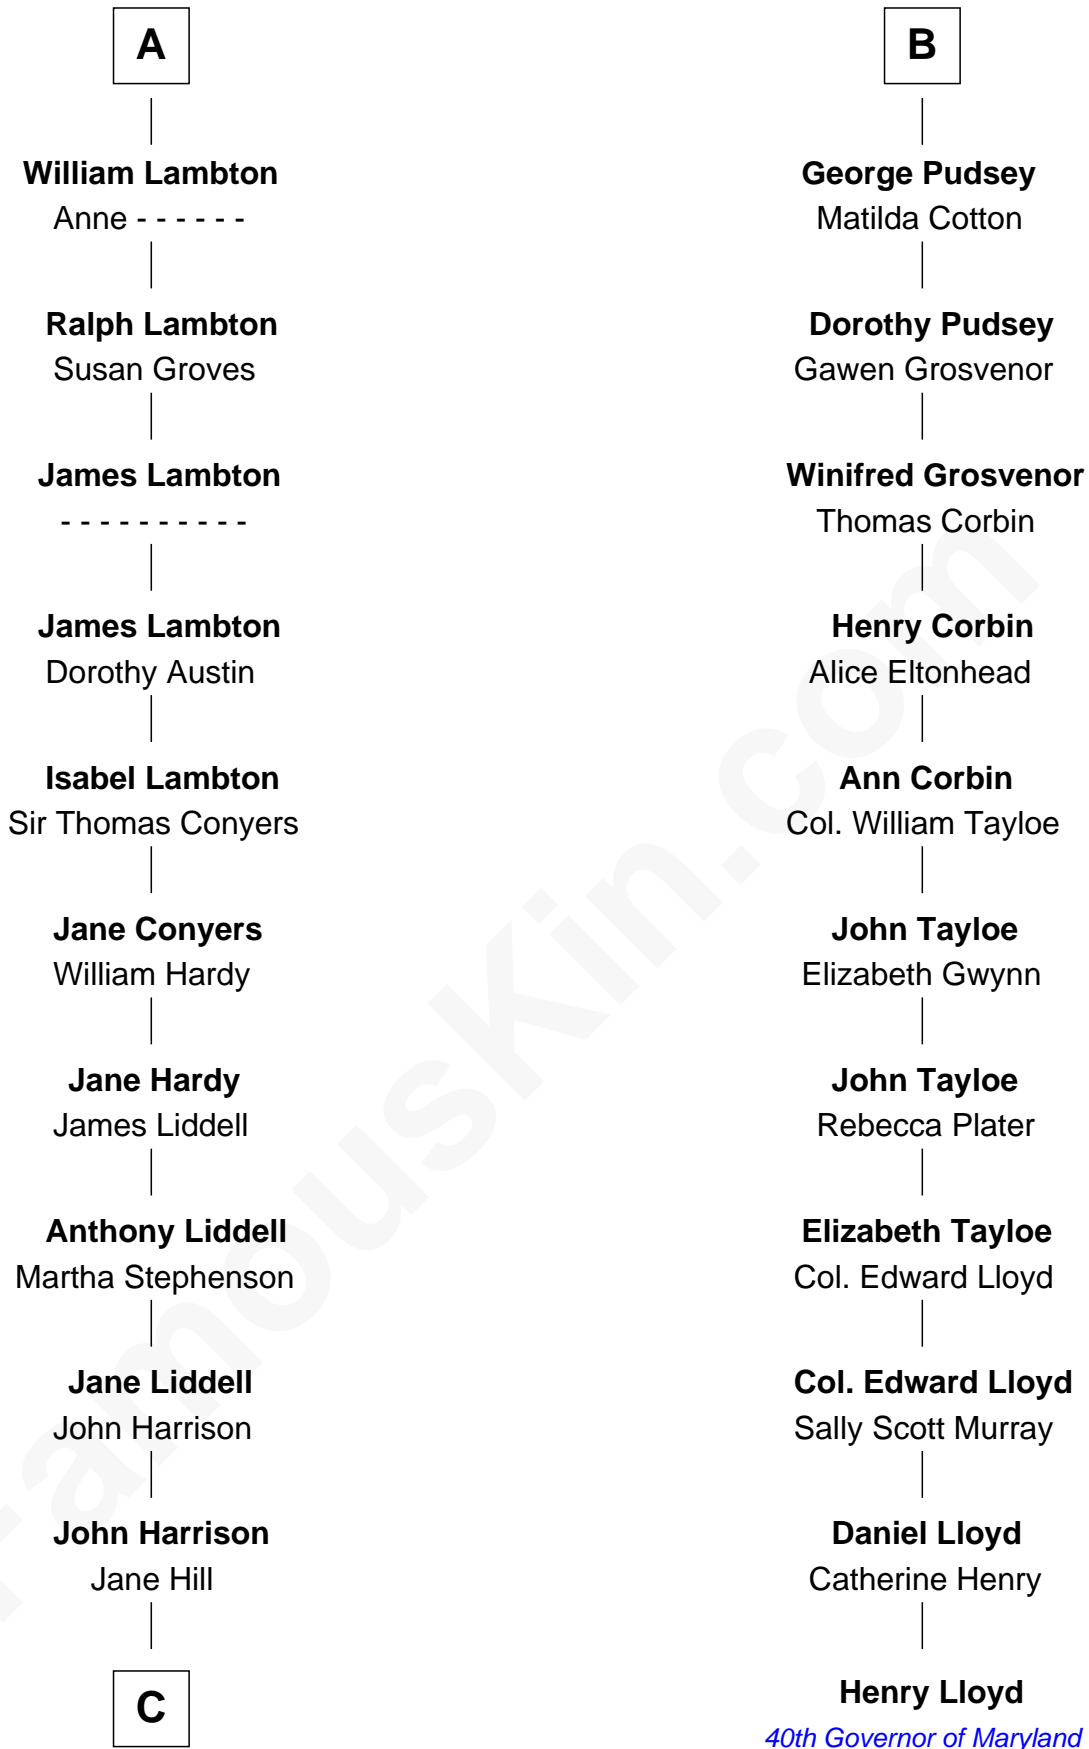 A
William Lambton
Anne - - - - - -
Ralph Lambton
Susan Groves
James Lambton
- - - - - - - - - -
James Lambton
Dorothy Austin
Isabel Lambton
Sir Thomas Conyers
Jane Conyers
William Hardy
Jane Hardy
James Liddell
Anthony Liddell
Martha Stephenson
Jane Liddell
John Harrison
John Harrison
Jane Hill
C
B
George Pudsey
Matilda Cotton
Dorothy Pudsey
Gawen Grosvenor
Winifred Grosvenor
Thomas Corbin
Henry Corbin
Alice Eltonhead
Ann Corbin
Col. William Tayloe
John Tayloe
Elizabeth Gwynn
John Tayloe
Rebecca Plater
Elizabeth Tayloe
Col. Edward Lloyd
Col. Edward Lloyd
Sally Scott Murray
Daniel Lloyd
Catherine Henry
Henry Lloyd
40th Governor of Maryland
FamousKin.com